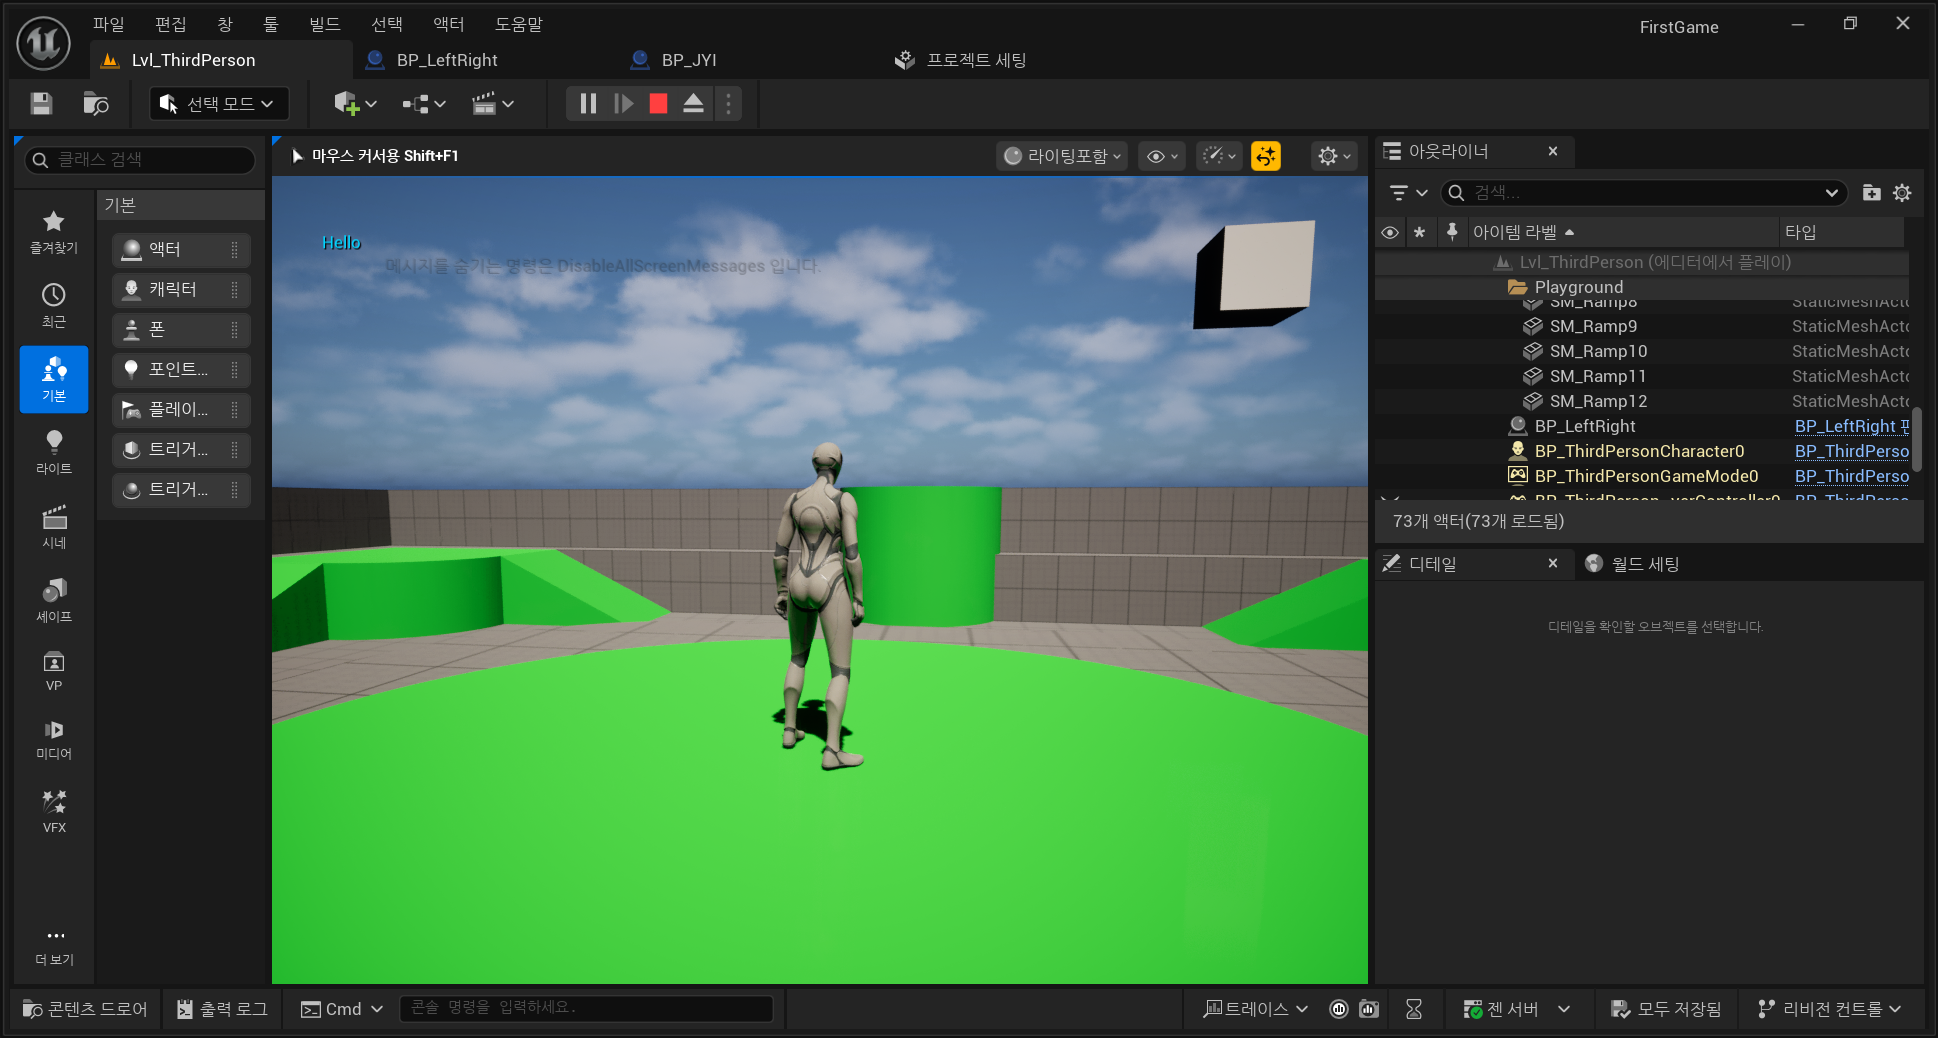 파일 편집 창 툴 빌드 선택 액터 도움말
FirstGame
Lvl_ThirdPerson BP_LeftRight BP_JYI 프로젝트 세팅
선택 모드
클래스 검색
기본
즐겨찾기
최근
기본
라이트
시네
셰이프
VP
미디어
VFX
더 보기
액터
캐릭터
폰
포인트...
플레이...
트리거...
트리거...
마우스 커서용 Shift+F1
라이팅포함
Hello
메시지를 숨기는 명령은 DisableAllScreenMessages 입니다.
아웃라이너
검색...
아이템 라벨 타입
Lvl_ThirdPerson (에디터에서 플레이)
Playground
SM_Ramp8 StaticMeshActo
SM_Ramp9 StaticMeshActo
SM_Ramp10 StaticMeshActo
SM_Ramp11 StaticMeshActo
SM_Ramp12 StaticMeshActo
BP_LeftRight BP_LeftRight 편
BP_ThirdPersonCharacter0 BP_ThirdPerso
BP_ThirdPersonGameMode0 BP_ThirdPerso
73개 액터(73개 로드됨)
디테일 월드 세팅
디테일을 확인할 오브젝트를 선택합니다.
콘텐츠 드로어 출력 로그 Cmd 콘솔 명령을 입력하세요. 트레이스 젠 서버 모두 저장됨 리비전 컨트롤